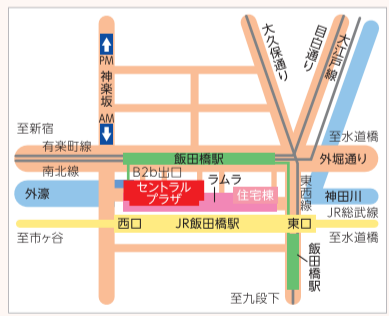 PM
神楽坂
AM
大久保通り
目白通り
大江戸線
至新宿
有楽町線
南北線
飯田橋駅
至水道橋
外堀通り
B2b出口
外濠
セントラル
プラザ
ラムラ
住宅棟
東西線
神田川
JR総武線
西口
JR飯田橋駅
東口
至市ヶ谷
至水道橋
飯田橋駅
至九段下